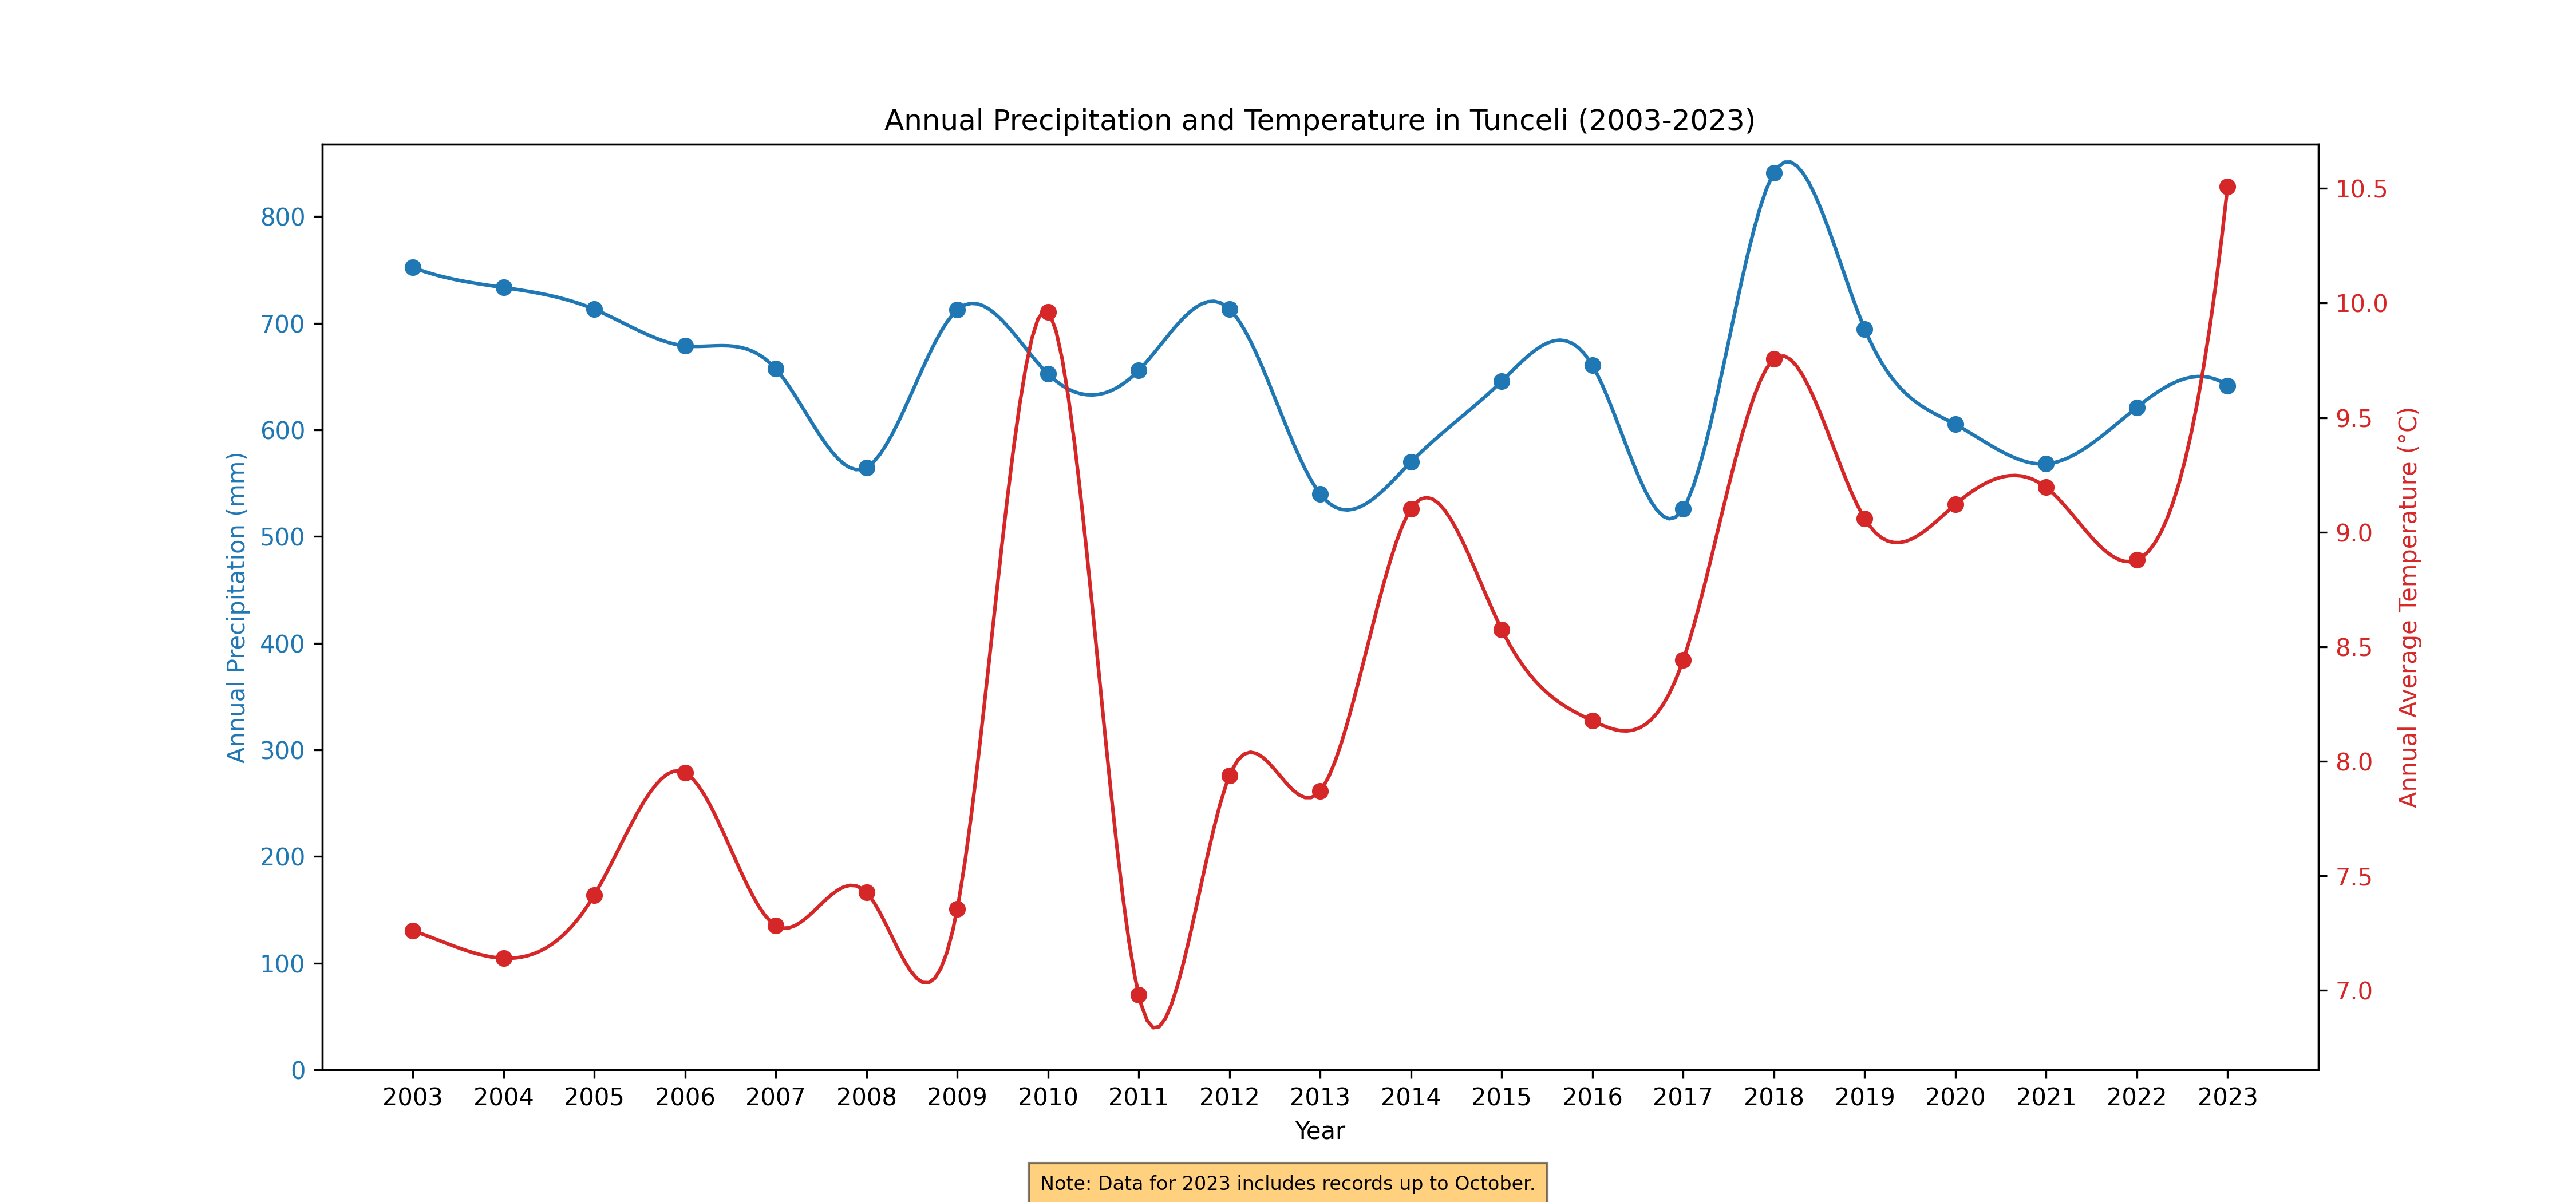 Annual Precipitation and Temperature in Tunceli (2003-2023)
Annual Precipitation (mm)
800
700
600
500
400
300
200
100
0
10.5
10.0
9.5
9.0
8.5
8.0
7.5
7.0
Annual Average Temperature (°C)
2003 2004 2005 2006 2007 2008 2009 2010 2011 2012 2013 2014 2015 2016 2017 2018 2019 2020 2021 2022 2023
Year
Note: Data for 2023 includes records up to October.